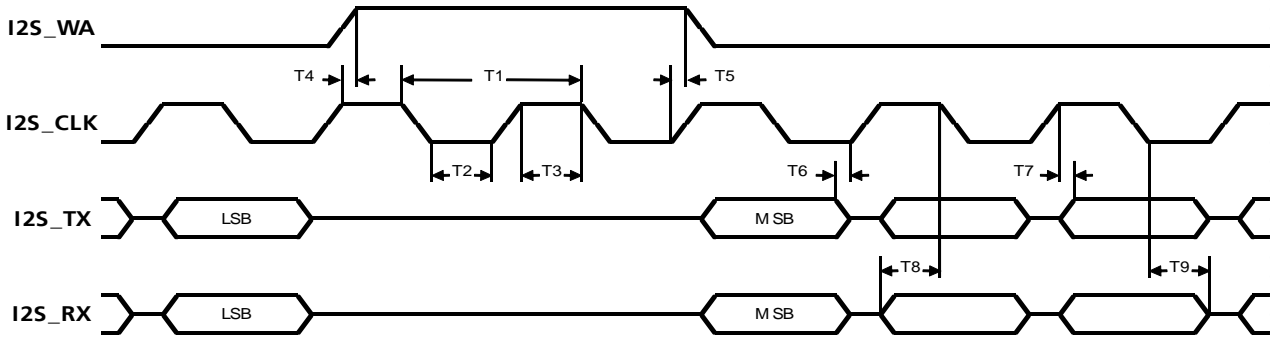 I2S_WA
T4
T1
T5
I2S_CLK
T2
T3
T6
T7
I2S_TX
LSB
MSB
T8
T9
I2S_RX
LSB
MSB